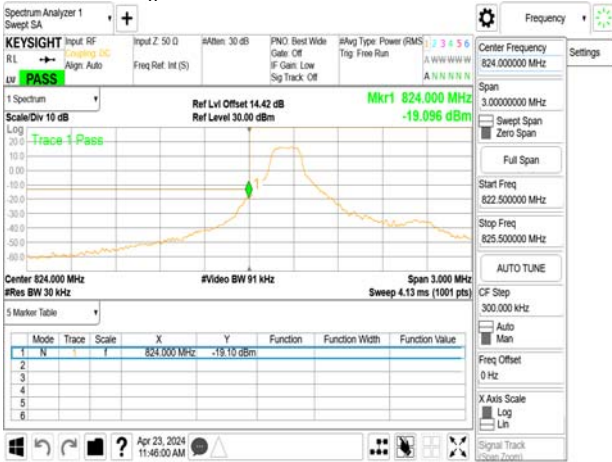 Spectrum Analyzer 1
Swept SA
+
Frequency
KEYSIGHT Input: RF Input Z: 50 Ω #Atten: 30 dB PNO: Best Wide #Avg Type: Power (RMS 1 2 3 4 5 6
RL Coupling: DC Gate: Off Trig: Free Run A W W W W W
Align: Auto Freq Ref: Int (S) IF Gain: Low
Sig Track: Off A N N N N N
LW PASS
1 Spectrum
Ref Lvl Offset 14.42 dB Mkr1 824.000 MHz
Scale/Div 10 dB Ref Level 30.00 dBm -19.096 dBm
Log
Trace 1 Pass
20.0
10.0
0.00
-10.0
-20.0
-30.0
-40.0
-50.0
-60.0
1
Center 824.000 MHz #Video BW 91 kHz Span 3.000 MHz
#Res BW 30 kHz Sweep 4.13 ms (1001 pts)
5 Marker Table
Mode Trace Scale X Y Function Function Width Function Value
1 N 1 f 824.000 MHz -19.10 dBm
2
3
4
5
6
Apr 23, 2024
11:46:00 AM
?
Settings
Center Frequency
824.000000 MHz
Span
3.00000000 MHz
Swept Span
Zero Span
Full Span
Start Freq
822.500000 MHz
Stop Freq
825.500000 MHz
AUTO TUNE
CF Step
300.000 kHz
Auto
Man
Freq Offset
0 Hz
X Axis Scale
Log
Lin
Signal Track
(Span Zoom)